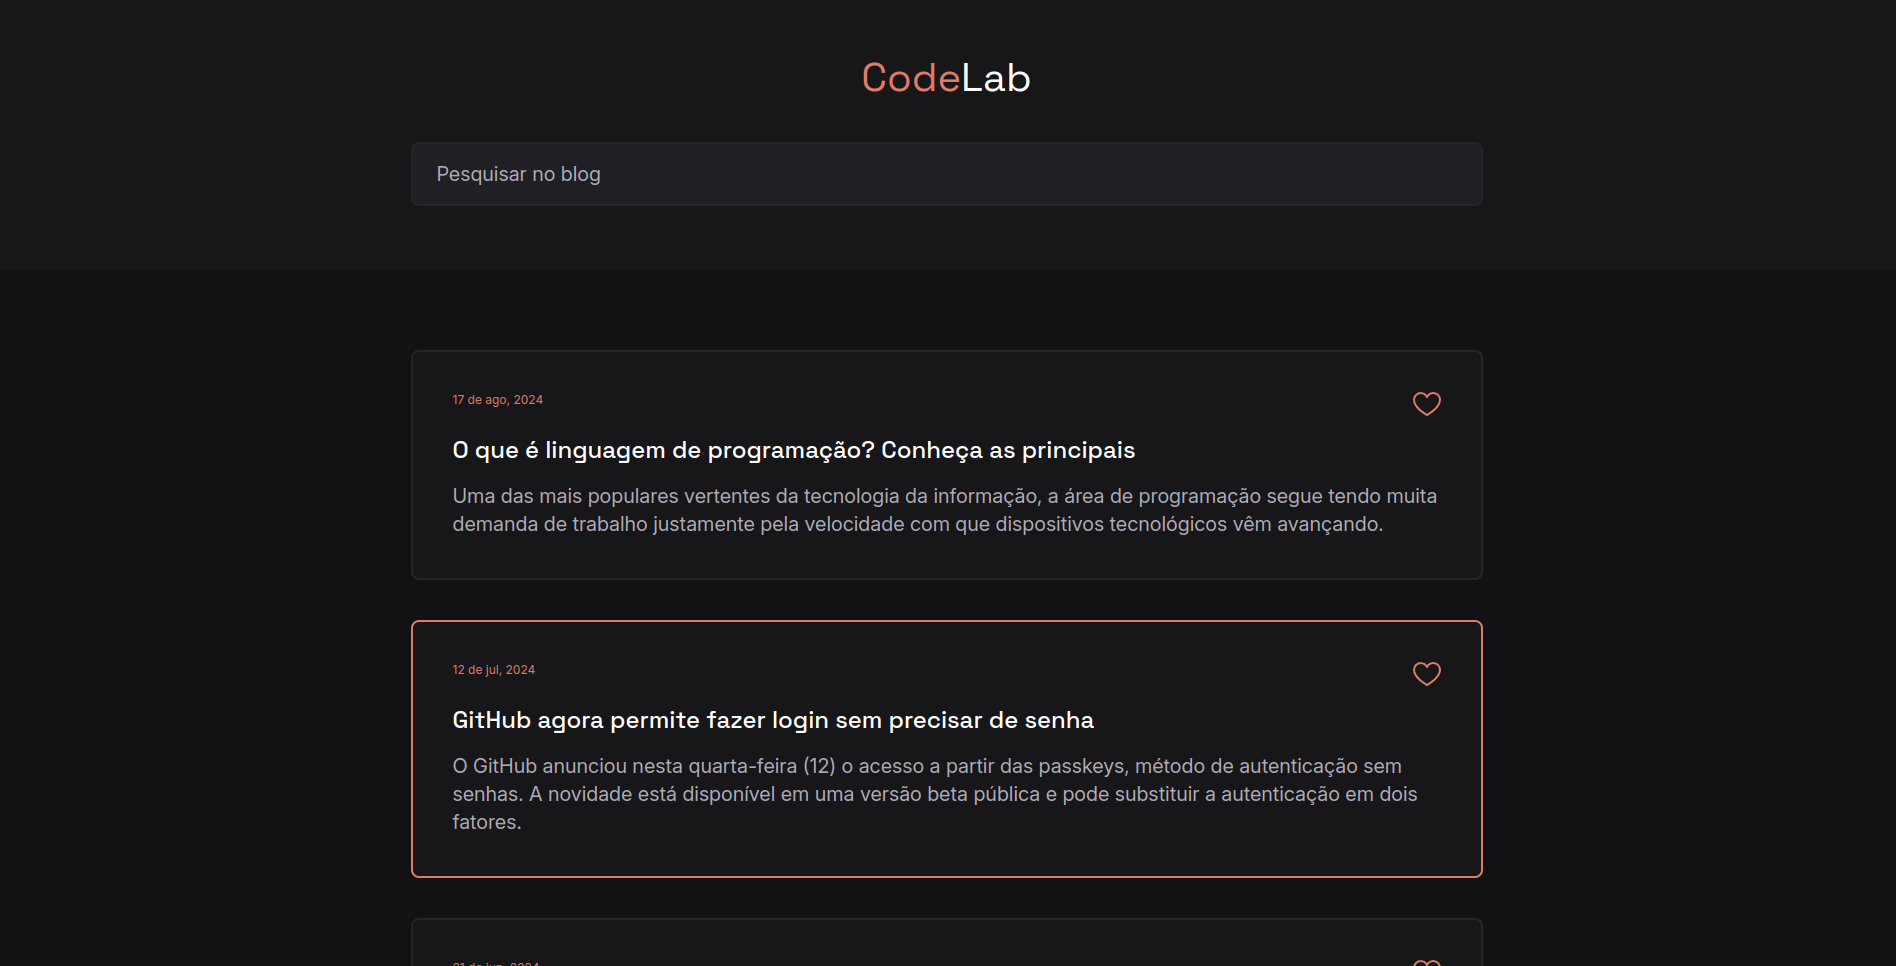 CodeLab
Pesquisar no blog
17 de ago, 2024
O que é linguagem de programação? Conheça as principais
Uma das mais populares vertentes da tecnologia da informação, a área de programação segue tendo muita
demanda de trabalho justamente pela velocidade com que dispositivos tecnológicos vêm avançando.
12 de jul, 2024
GitHub agora permite fazer login sem precisar de senha
O GitHub anunciou nesta quarta-feira (12) o acesso a partir das passkeys, método de autenticação sem
senhas. A novidade está disponível em uma versão beta pública e pode substituir a autenticação em dois
fatores.